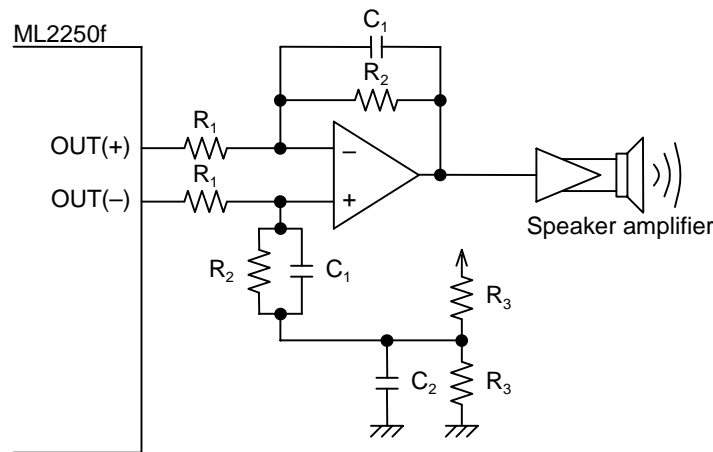 ML2250f
C₁
R₂
R₁
OUT(+)
−
R₁
OUT(–)
+
Speaker amplifier
R₂
C₁
R₃
C₂
R₃